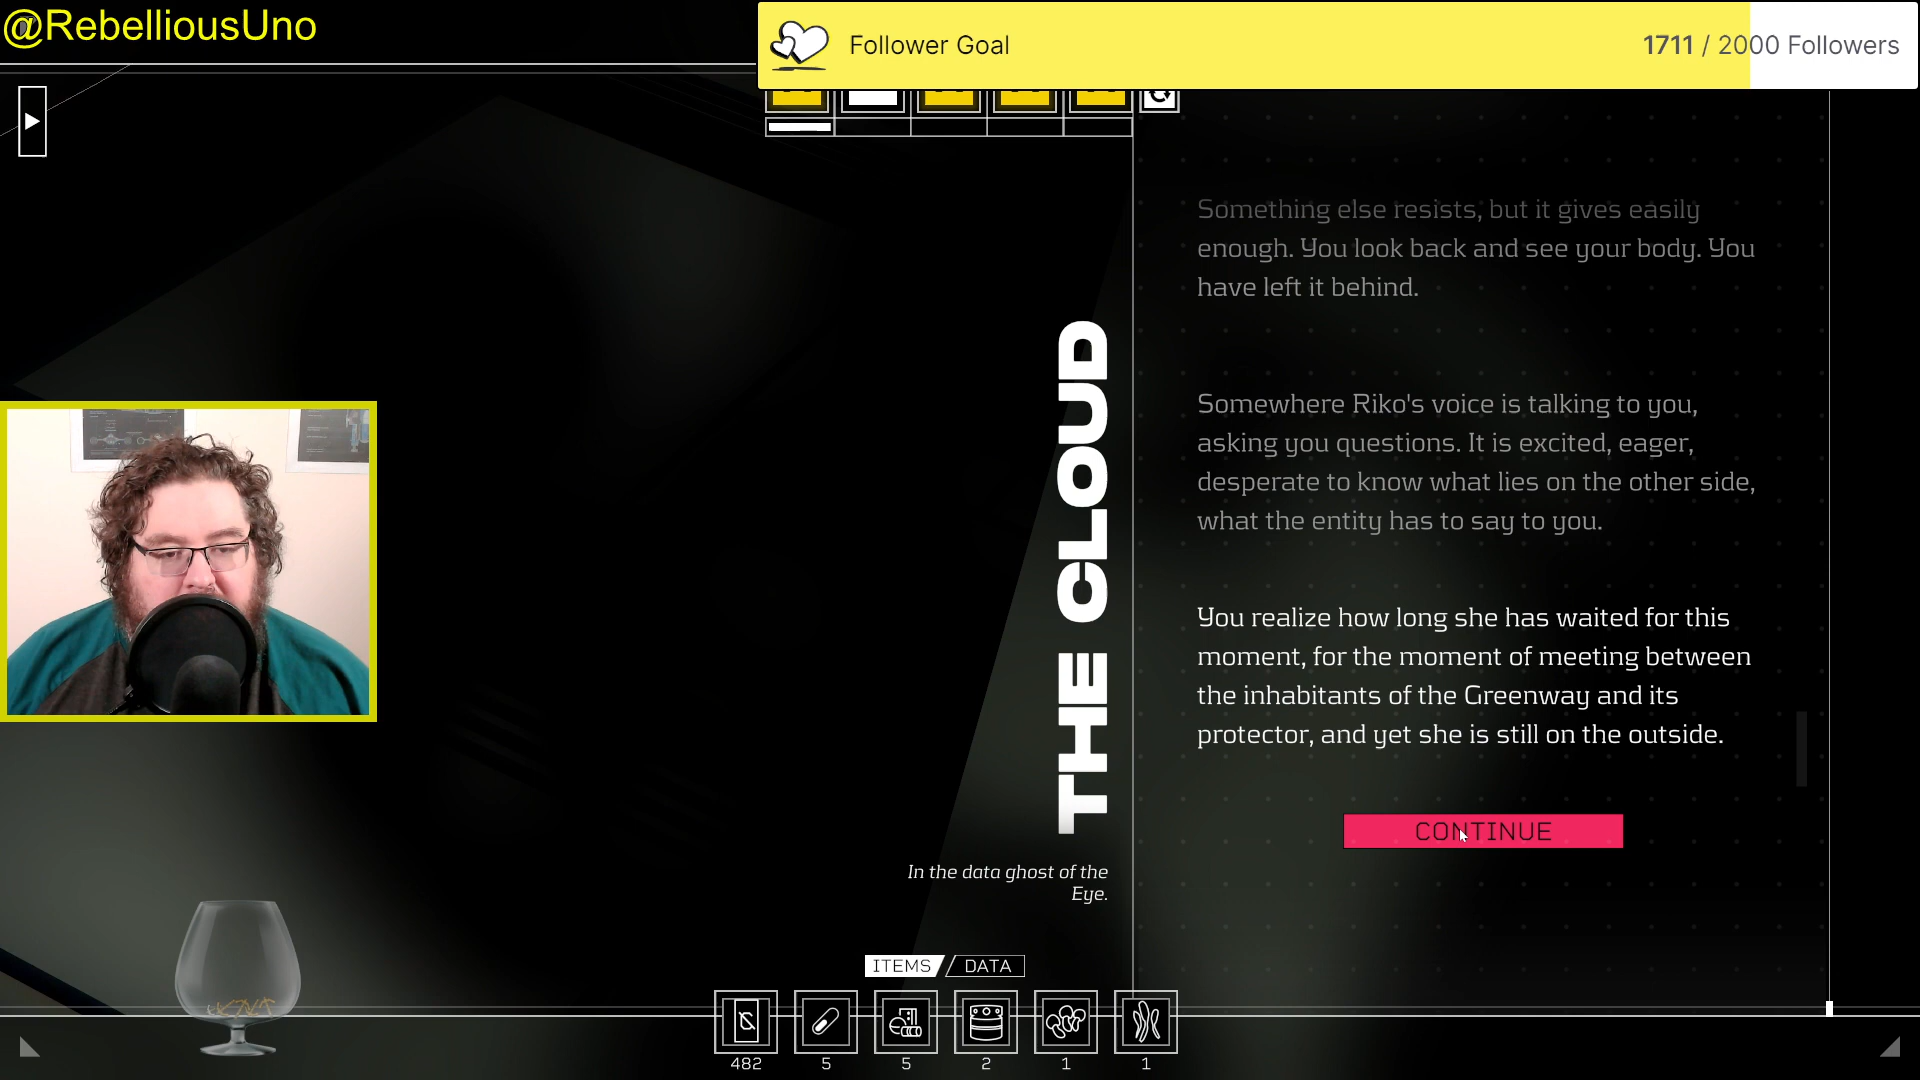 @RebelliousUno
Follower Goal
1711 / 2000 Followers
Something else resists, but it gives easily
enough. You look back and see your body. You
have left it behind.
Somewhere Riko's voice is talking to you,
asking you questions. It is excited, eager,
desperate to know what lies on the other side,
what the entity has to say to you.
You realize how long she has waited for this
moment, for the moment of meeting between
the inhabitants of the Greenway and its
protector, and yet she is still on the outside.
CONTINUE
THE CLOUD
In the data ghost of the
Eye.
ITEMS / DATA
482
5
5
2
1
1